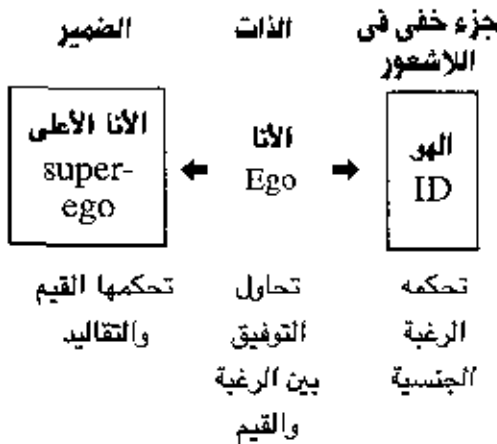 جزء خفى فى
اللاشعور
الهو
ID
تحكمه
الرغبة
الجنسية
الذات
الأنا
Ego
تحاول
التوفيق
بين الرغبة
والقيم
الضمير
الأنا الأعلى
super-
ego
تحكمها القيم
والتقاليد